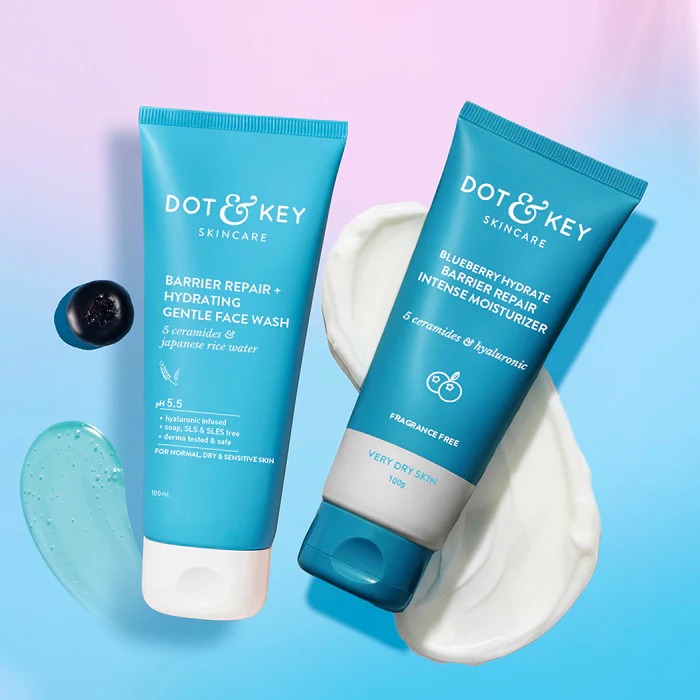 DOT & KEY
SKINCARE
BARRIER REPAIR +
HYDRATING
GENTLE FACE WASH
5 ceramides &
japanese rice water
pH 5.5
• hyaluronic infused
• soap, SLS & SLES free
• derma tested & safe
FOR NORMAL, DRY & SENSITIVE SKIN
100 ml
DOT & KEY
SKINCARE
BLUEBERRY HYDRATE
BARRIER REPAIR
INTENSE MOISTURIZER
5 ceramides & hyaluronic
FRAGRANCE FREE
VERY DRY SKIN
100g